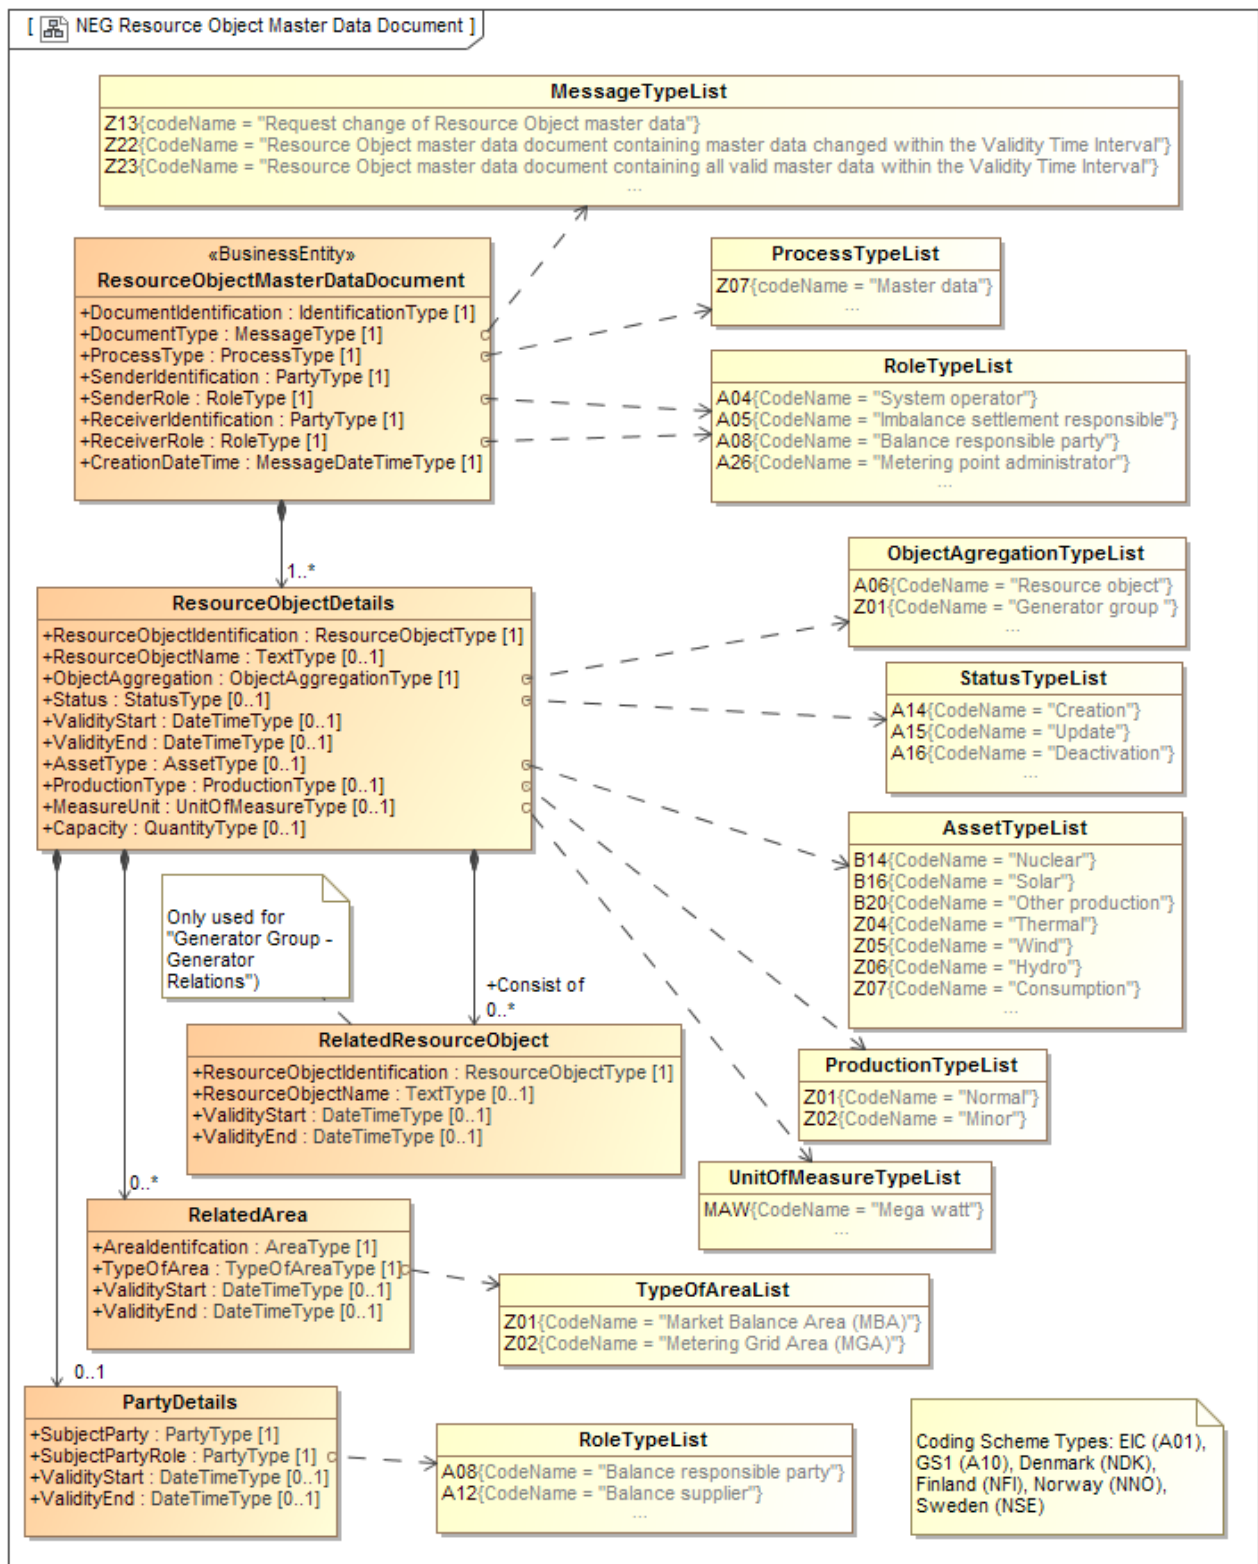 [ NEG Resource Object Master Data Document ]
MessageTypeList
Z13{codeName = "Request change of Resource Object master data"}
Z22{CodeName = "Resource Object master data document containing master data changed within the Validity Time Interval"}
Z23{CodeName = "Resource Object master data document containing all valid master data within the Validity Time Interval"}
...
«BusinessEntity»
ResourceObjectMasterDataDocument
+DocumentIdentification : IdentificationType [1]
+DocumentType : MessageType [1]
+ProcessType : ProcessType [1]
+SenderIdentification : PartyType [1]
+SenderRole : RoleType [1]
+ReceiverIdentification : PartyType [1]
+ReceiverRole : RoleType [1]
+CreationDateTime : MessageDateTimeType [1]
ProcessTypeList
Z07{codeName = "Master data"}
...
RoleTypeList
A04{CodeName = "System operator"}
A05{CodeName = "Imbalance settlement responsible"}
A08{CodeName = "Balance responsible party"}
A26{CodeName = "Metering point administrator"}
...
1..*
ResourceObjectDetails
+ResourceObjectIdentification : ResourceObjectType [1]
+ResourceObjectName : TextType [0..1]
+ObjectAggregation : ObjectAggregationType [1]
+Status : StatusType [0..1]
+ValidityStart : DateTimeType [0..1]
+ValidityEnd : DateTimeType [0..1]
+AssetType : AssetType [0..1]
+ProductionType : ProductionType [0..1]
+MeasureUnit : UnitOfMeasureType [0..1]
+Capacity : QuantityType [0..1]
ObjectAgregationTypeList
A06{CodeName = "Resource object"}
Z01{CodeName = "Generator group "}
...
StatusTypeList
A14{CodeName = "Creation"}
A15{CodeName = "Update"}
A16{CodeName = "Deactivation}
...
AssetTypeList
B14{CodeName = "Nuclear"}
B16{CodeName = "Solar"}
B20{CodeName = "Other production"}
Z04{CodeName = "Thermal"}
Z05{CodeName = "Wind"}
Z06{CodeName = "Hydro"}
Z07{CodeName = "Consumption"}
...
Only used for
"Generator Group -
Generator
Relations")
+Consist of
0..*
RelatedResourceObject
+ResourceObjectIdentification : ResourceObjectType [1]
+ResourceObjectName : TextType [0..1]
+ValidityStart : DateTimeType [0..1]
+ValidityEnd : DateTimeType [0..1]
ProductionTypeList
Z01{CodeName = "Normal"}
Z02{CodeName = "Minor"}
UnitOfMeasureTypeList
MAW{CodeName = "Mega watt"}
...
0..*
RelatedArea
+AreaIdentifcation : AreaType [1]
+TypeOfArea : TypeOfAreaType [1]
+ValidityStart : DateTimeType [0..1]
+ValidityEnd : DateTimeType [0..1]
TypeOfAreaList
Z01{CodeName = "Market Balance Area (MBA)"}
Z02{CodeName = "Metering Grid Area (MGA)"}
0..1
PartyDetails
+SubjectParty : PartyType [1]
+SubjectPartyRole : PartyType [1]
+ValidityStart : DateTimeType [0..1]
+ValidityEnd : DateTimeType [0..1]
RoleTypeList
A08{CodeName = "Balance responsible party"}
A12{CodeName = "Balance supplier"}
...
Coding Scheme Types: EIC (A01),
GS1 (A10), Denmark (NDK),
Finland (NFI), Norway (NNO),
Sweden (NSE)